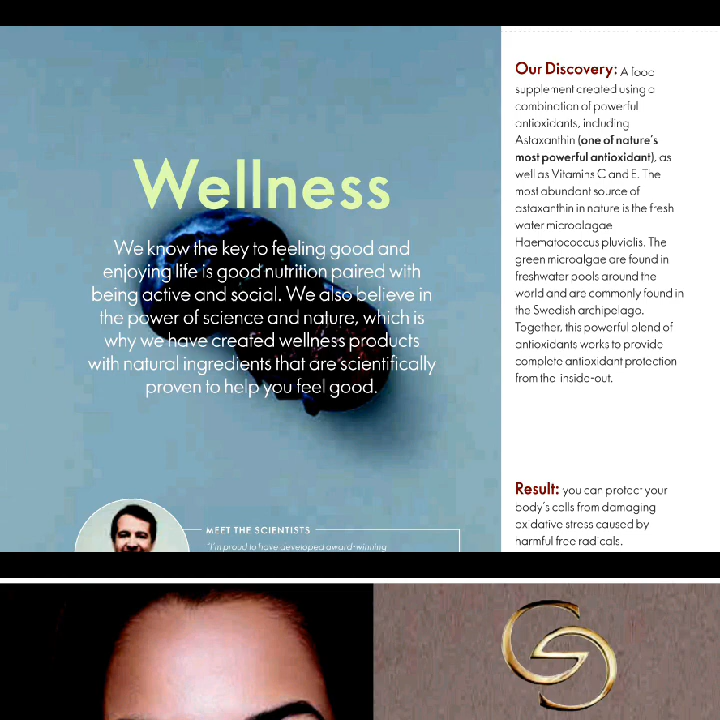 Wellness
We know the key to feeling good and
enjoying life is good nutrition paired with
being active and social. We also believe in
the power of science and nature, which is
why we have created wellness products
with natural ingredients that are scientifically
proven to help you feel good.
MEET THE SCIENTISTS
"I'm proud to have developed award-winning
Our Discovery: A food
supplement created using a
combination of powerful
antioxidants, including
Astaxanthin (one of nature's
most powerful antioxidant), as
well as Vitamins C and E. The
most abundant source of
astaxanthin in nature is the fresh
water microalagae
Haematococcus pluvialis. The
green microalgae are found in
freshwater pools around the
world and are commonly found in
the Swedish archipelago.
Together, this powerful blend of
antioxidants works to provide
complete antioxidant protection
from the inside-out.
Result: you can protect your
body's cells from damaging
oxidative stress caused by
harmful free radicals.